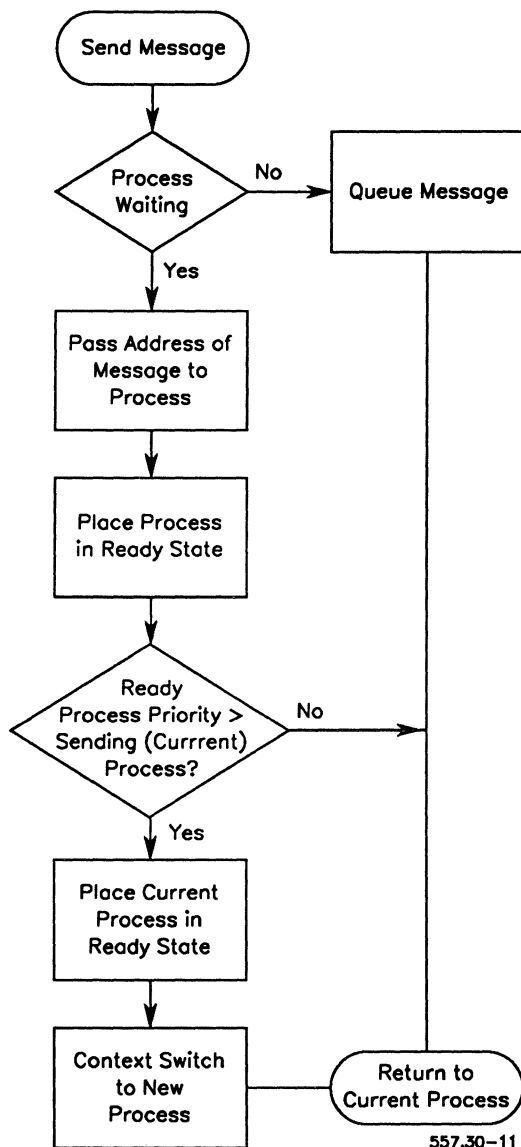 Send Message
Process
Waiting
No
Queue Message
Yes
Pass Address of
Message to
Process
Place Process
in Ready State
Ready
Process Priority >
Sending (Currrent)
Process?
No
Yes
Place Current
Process in
Ready State
Context Switch
to New
Process
Return to
Current Process
557.30-11